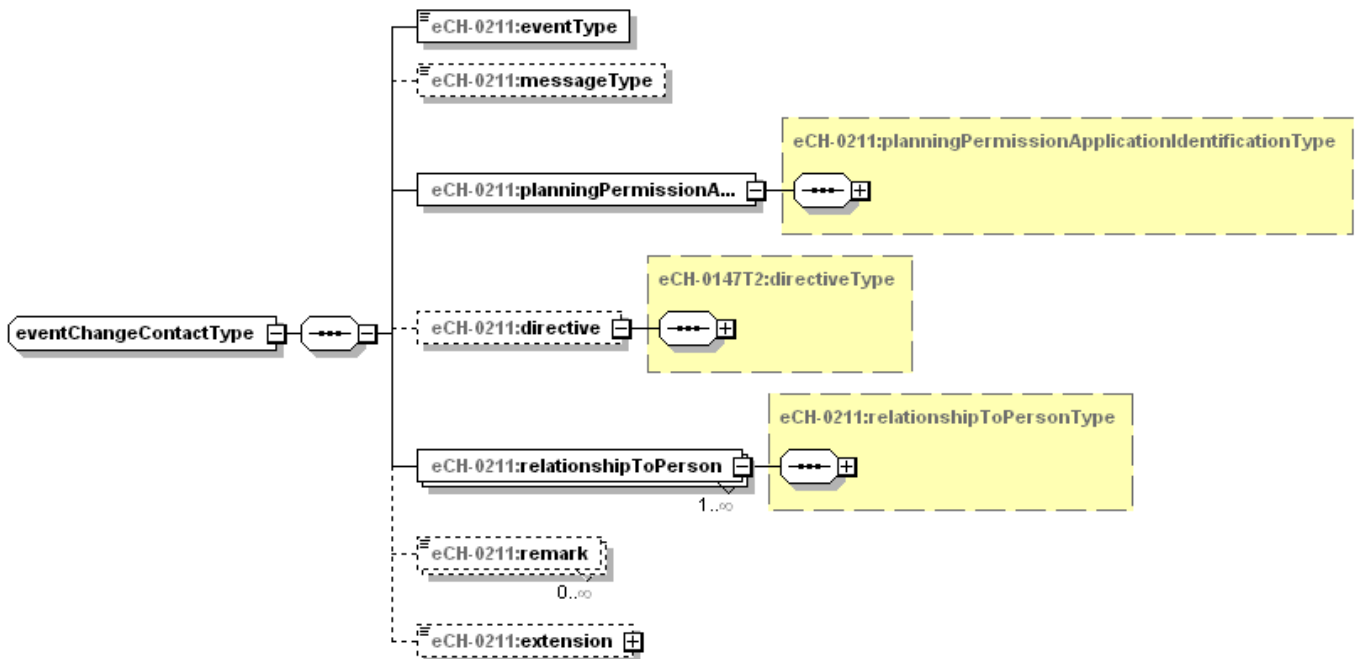 eCH-0211:eventType
eCH-0211:messageType
eCH-0211:planningPermissionApplicationIdentificationType
eCH-0211:planningPermissionA...
eCH-0147T2:directiveType
eCH-0211:directive
eventChangeContactType
eCH-0211:relationshipToPersonType
eCH-0211:relationshipToPerson
1..∞
eCH-0211:remark
0..∞
eCH-0211:extension